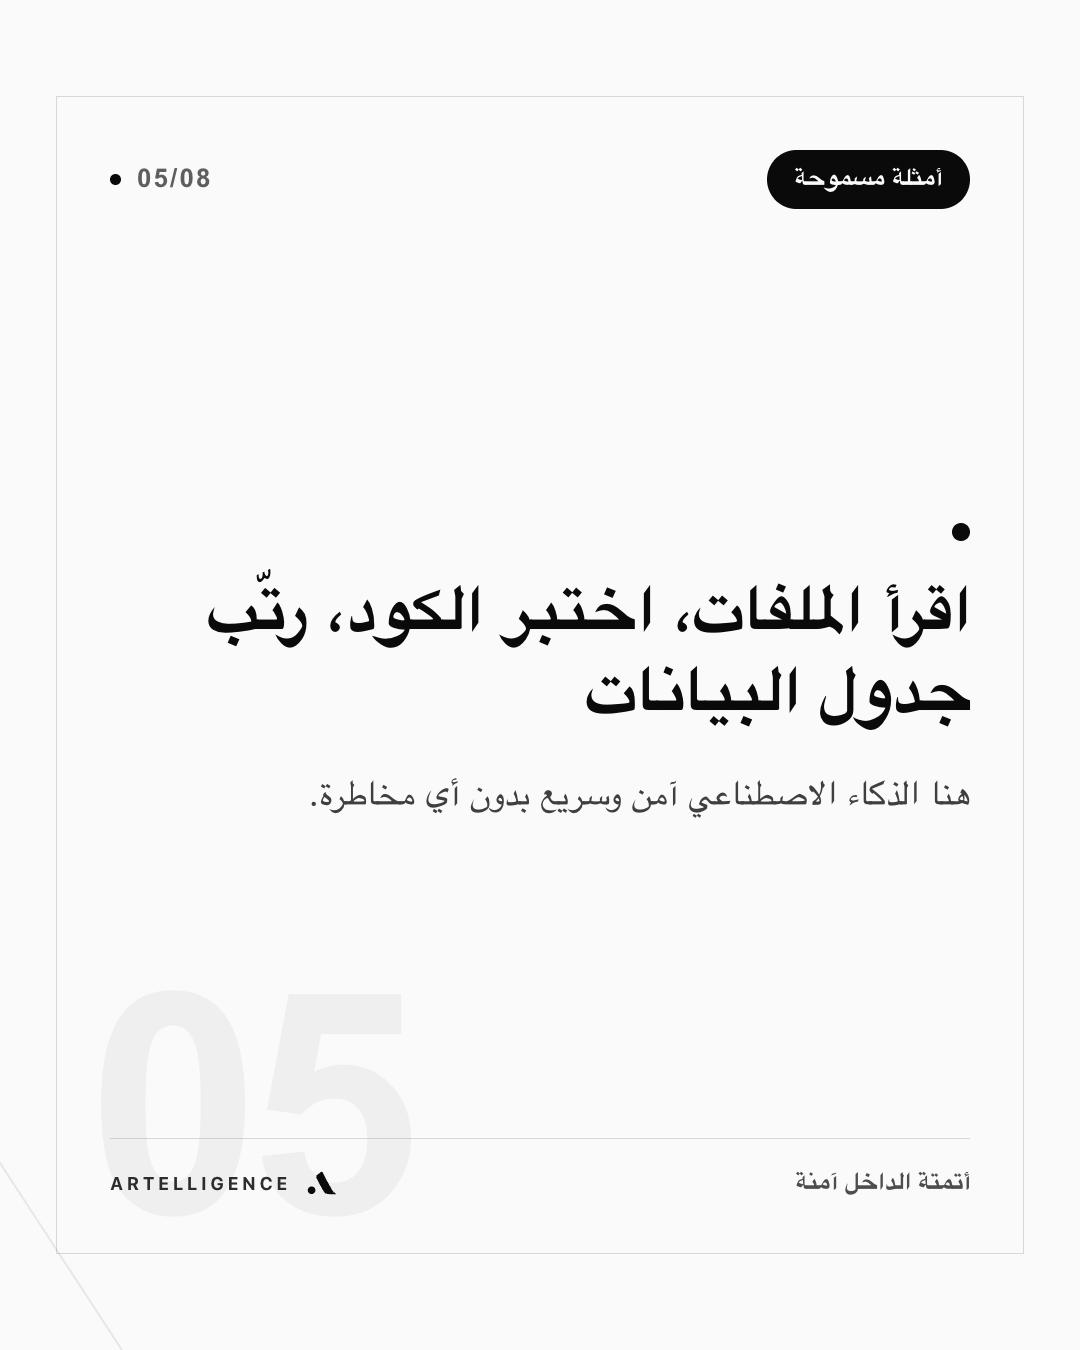 أمثلة مسموحة
05/08
اقرأ الملفات، اختبر الكود، رتّب
جدول البيانات
هنا الذكاء الاصطناعي آمن وسريع بدون أي مخاطرة.
05
أتمتة الداخل آمنة
ARTELLIGENCE